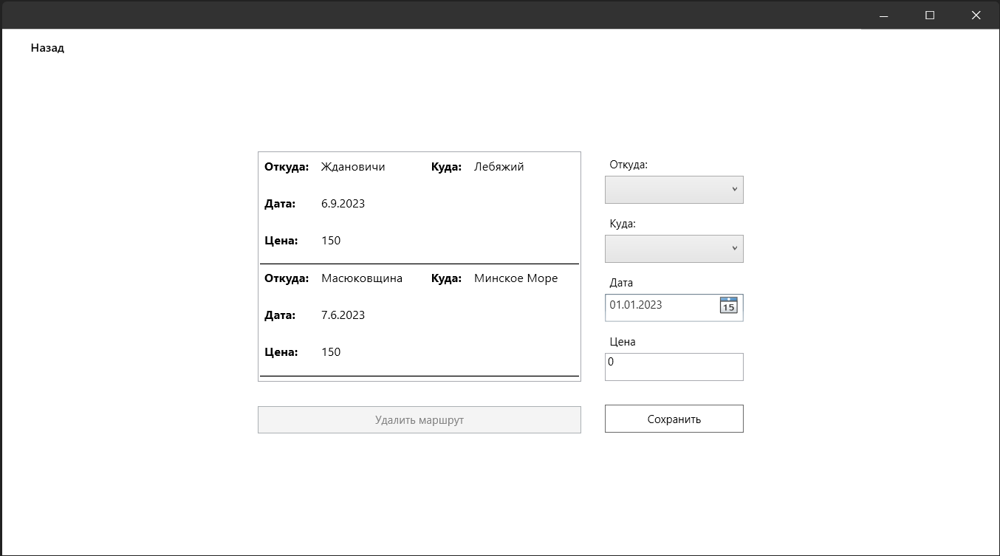 Назад
Откуда: Ждановичи Куда: Лебяжий
Дата: 6.9.2023
Цена: 150
Откуда: Масюковщина Куда: Минское Море
Дата: 7.6.2023
Цена: 150
Удалить маршрут
Откуда:
Куда:
Дата
01.01.2023 15
Цена
0
Сохранить